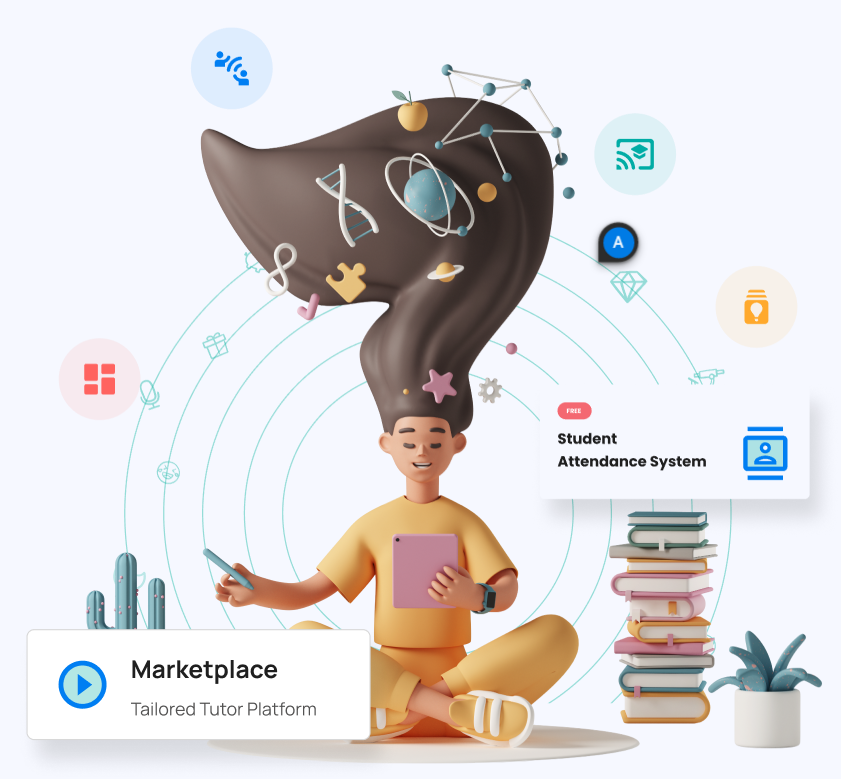 A
FREE
Student
Attendance System
Marketplace
Tailored Tutor Platform